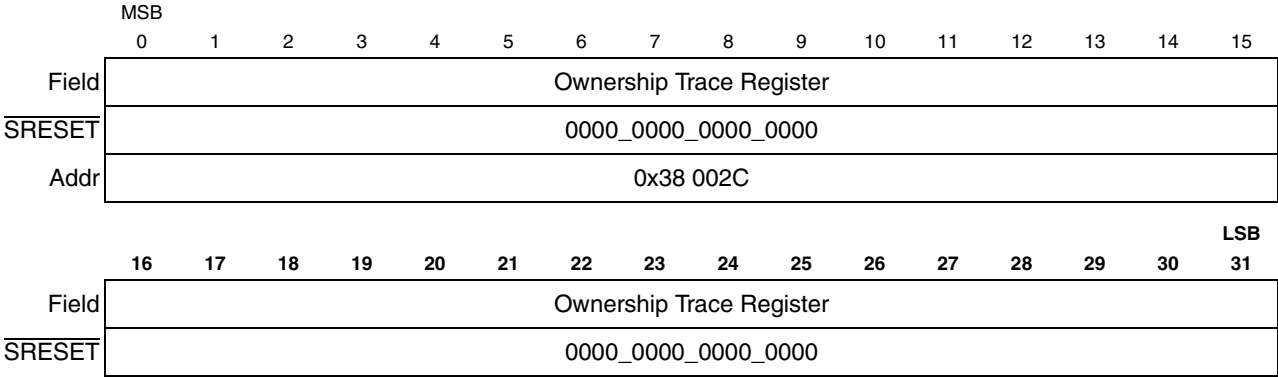 MSB
0 1 2 3 4 5 6 7 8 9 10 11 12 13 14 15
Field Ownership Trace Register
SRESET 0000_0000_0000_0000
Addr 0x38 002C
LSB
16 17 18 19 20 21 22 23 24 25 26 27 28 29 30 31
Field Ownership Trace Register
SRESET 0000_0000_0000_0000